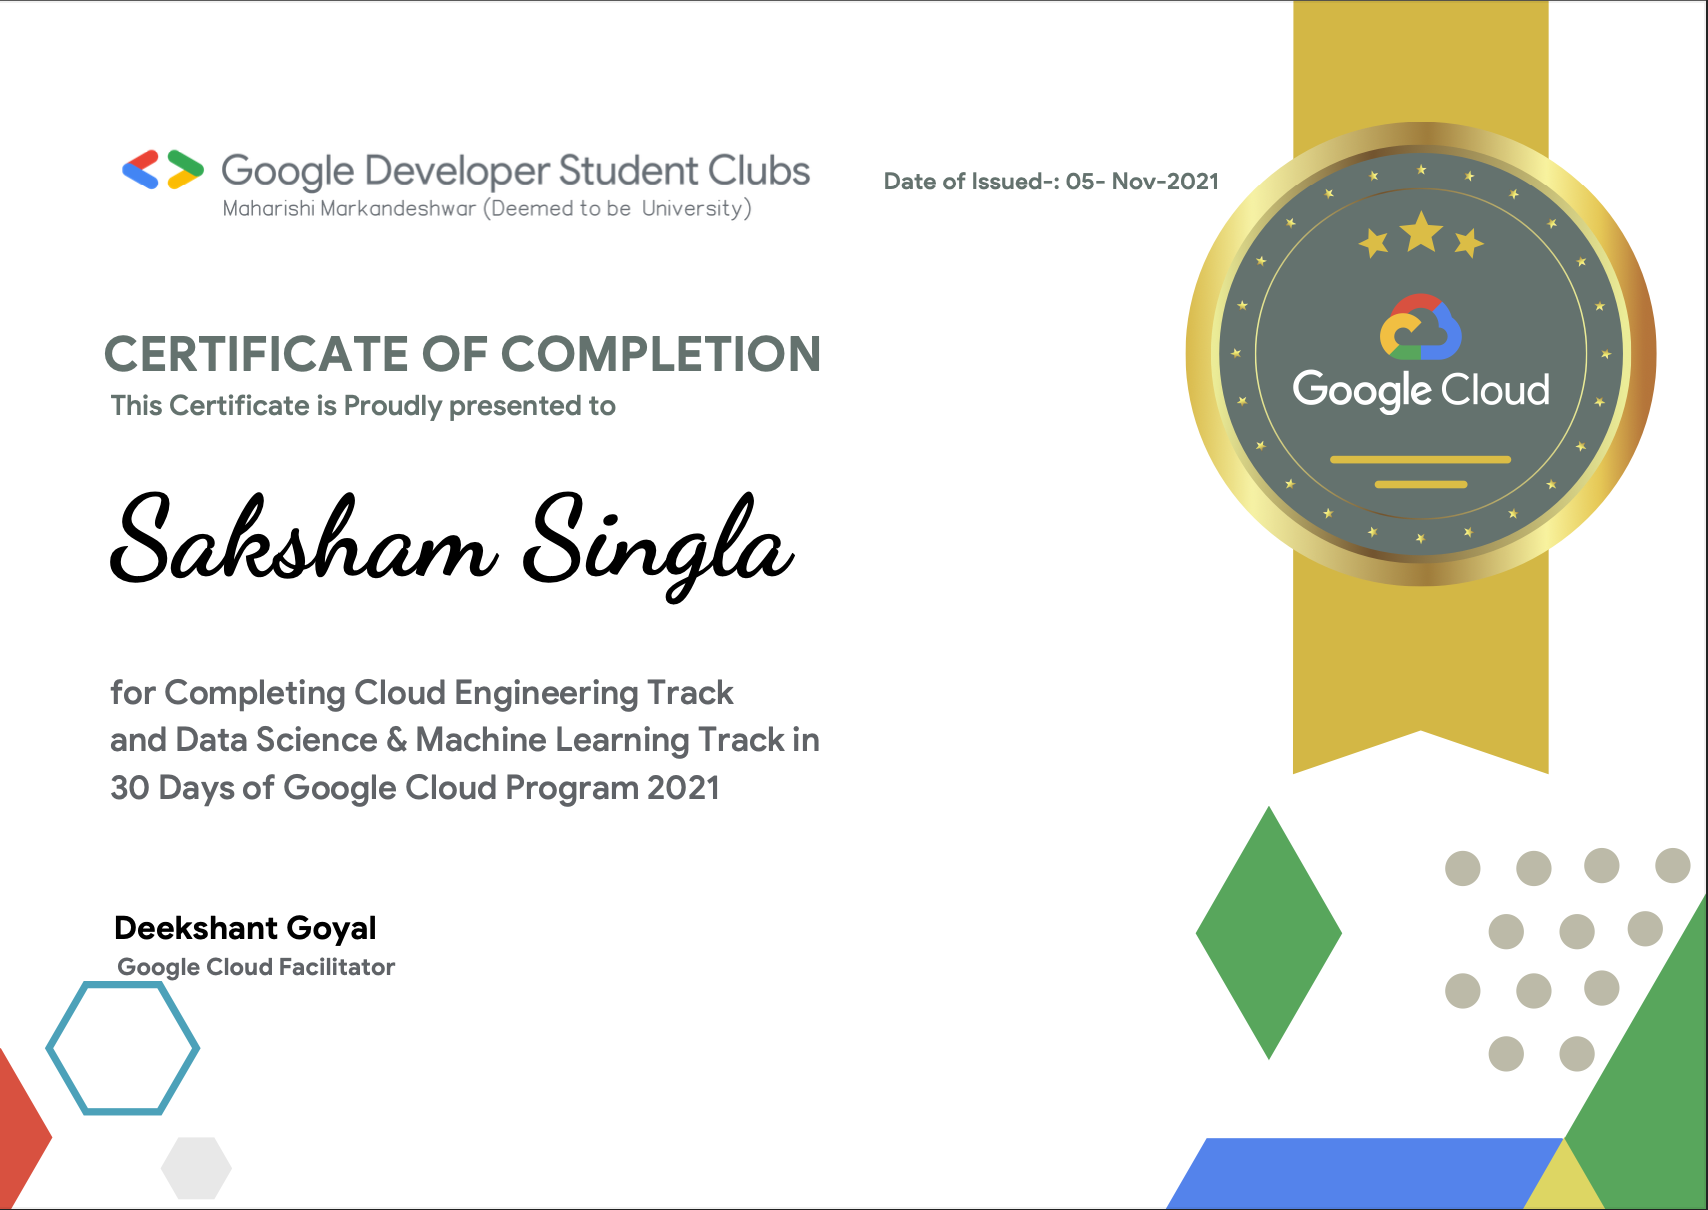 Google Developer Student Clubs
Maharishi Markandeshwar (Deemed to be University)
Date of Issued-: 05- Nov-2021
Google Cloud
CERTIFICATE OF COMPLETION
This Certificate is Proudly presented to
Saksham Singla
for Completing Cloud Engineering Track
and Data Science & Machine Learning Track in
30 Days of Google Cloud Program 2021
Deekshant Goyal
Google Cloud Facilitator